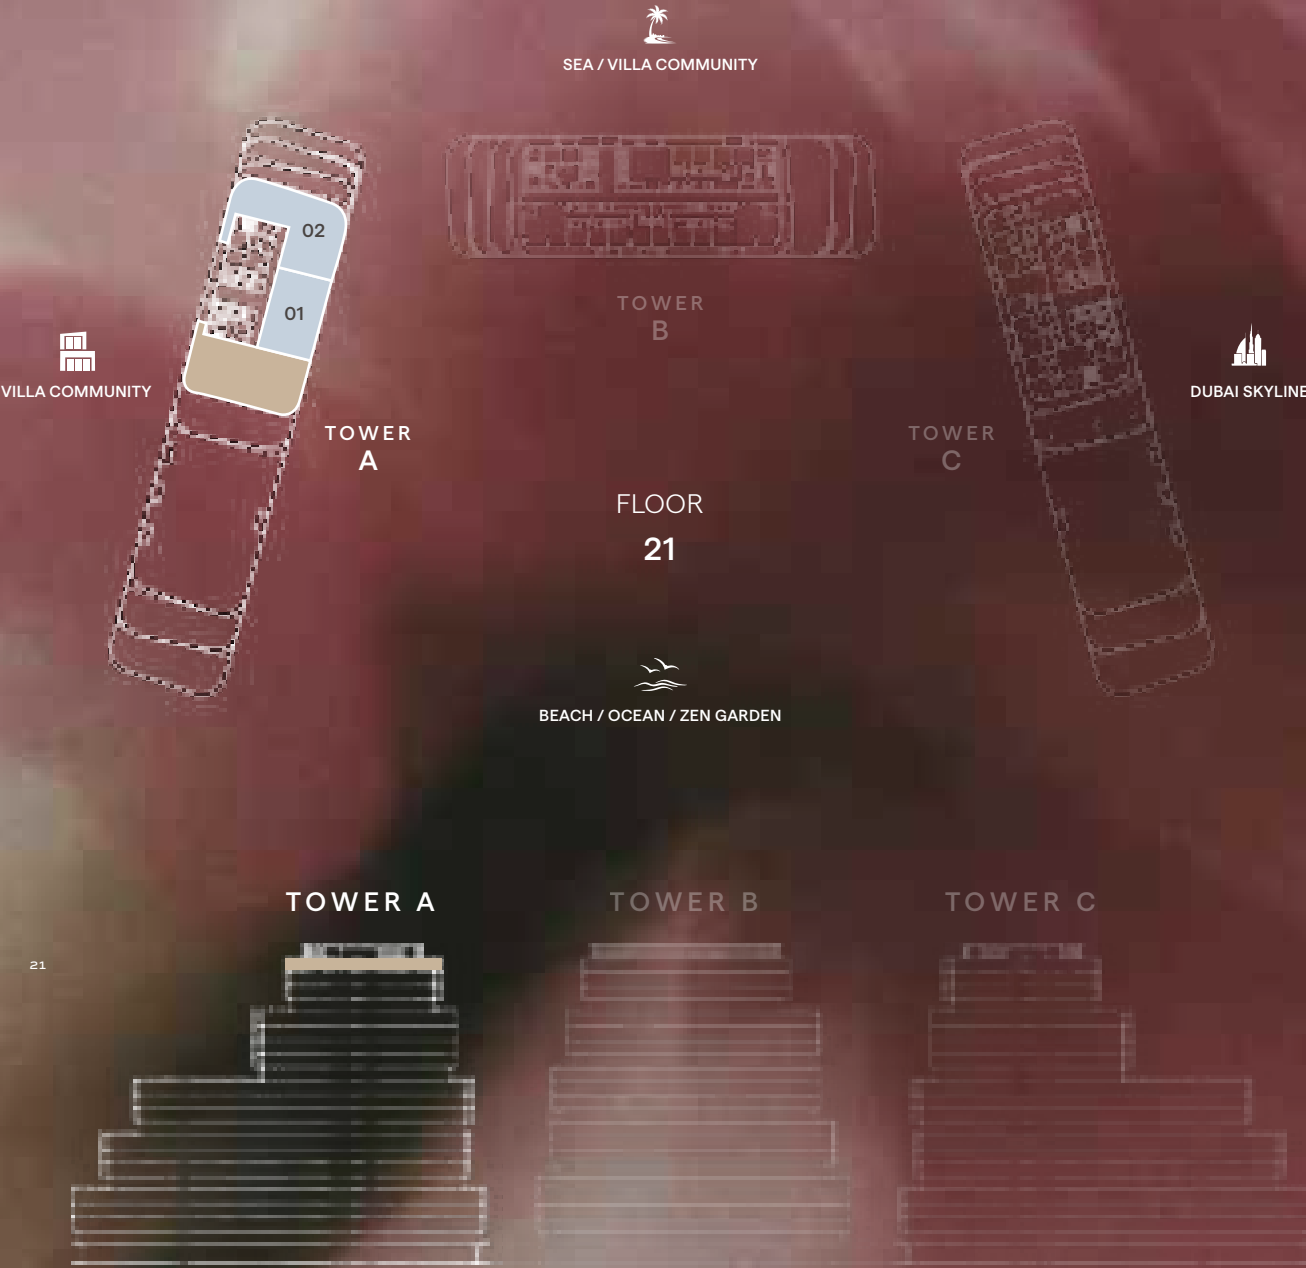 SEA / VILLA COMMUNITY
02
01
TOWER
B
VILLA COMMUNITY
DUBAI SKYLINE
TOWER
A
TOWER
C
FLOOR
21
BEACH / OCEAN / ZEN GARDEN
TOWER A
TOWER B
TOWER C
21